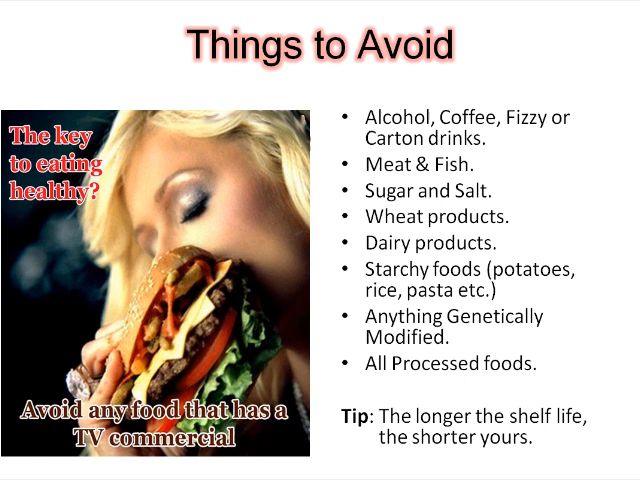 Things to Avoid
The key
to eating
healthy?
Avoid any food that has a
TV commercial
• Alcohol, Coffee, Fizzy or
Carton drinks.
• Meat & Fish.
• Sugar and Salt.
• Wheat products.
• Dairy products.
• Starchy foods (potatoes,
rice, pasta etc.)
• Anything Genetically
Modified.
• All Processed foods.
Tip: The longer the shelf life,
the shorter yours.